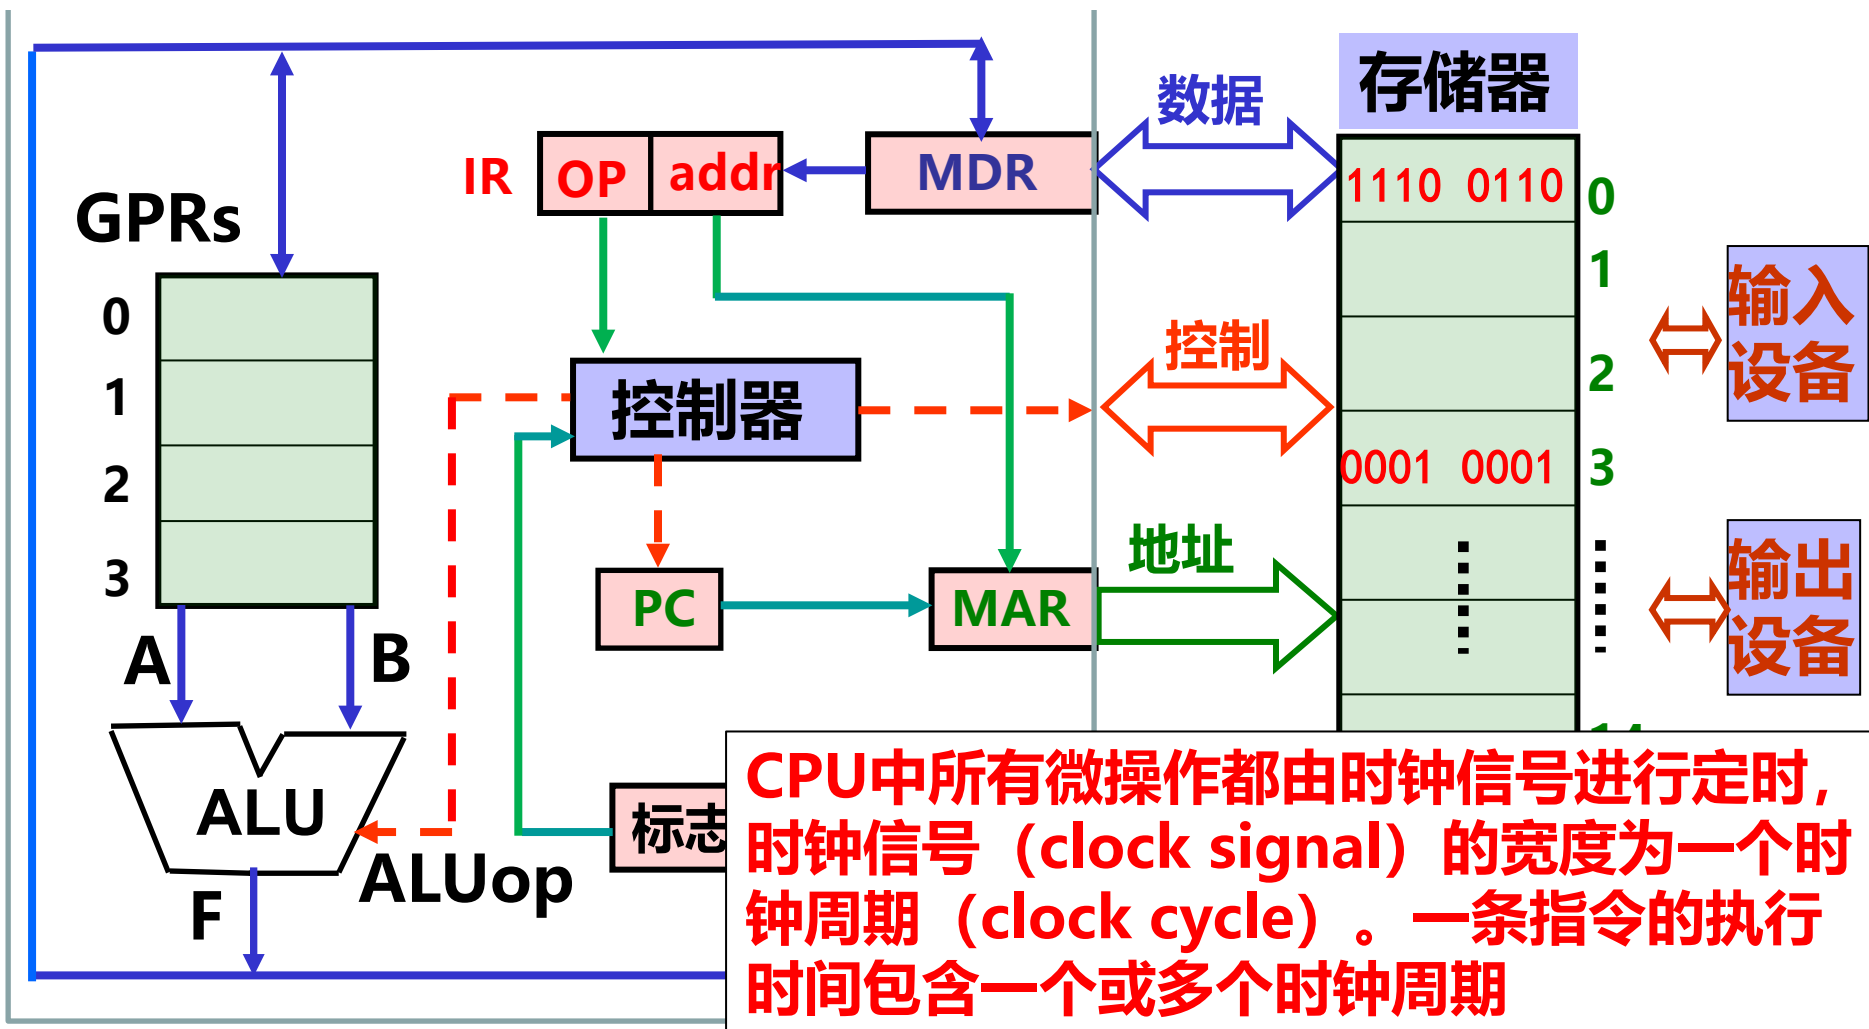 存储器
数据
IR
OP
addr
MDR
1110 0110
0
GPRs
1
输入
设备
0
控制
2
1
控制器
0001 0001
3
2
地址
输出
设备
3
PC
MAR
A
B
ALU
标志
ALUop
F
CPU中所有微操作都由时钟信号进行定时,
时钟信号（clock signal）的宽度为一个时
钟周期（clock cycle）。一条指令的执行
时间包含一个或多个时钟周期